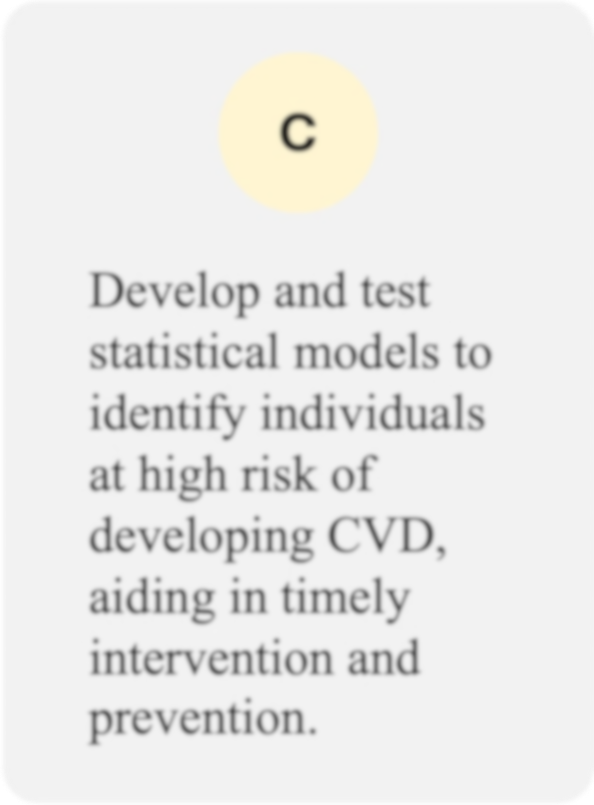 C
Develop and test
statistical models to
identify individuals
at high risk of
developing CVD,
aiding in timely
intervention and
prevention.